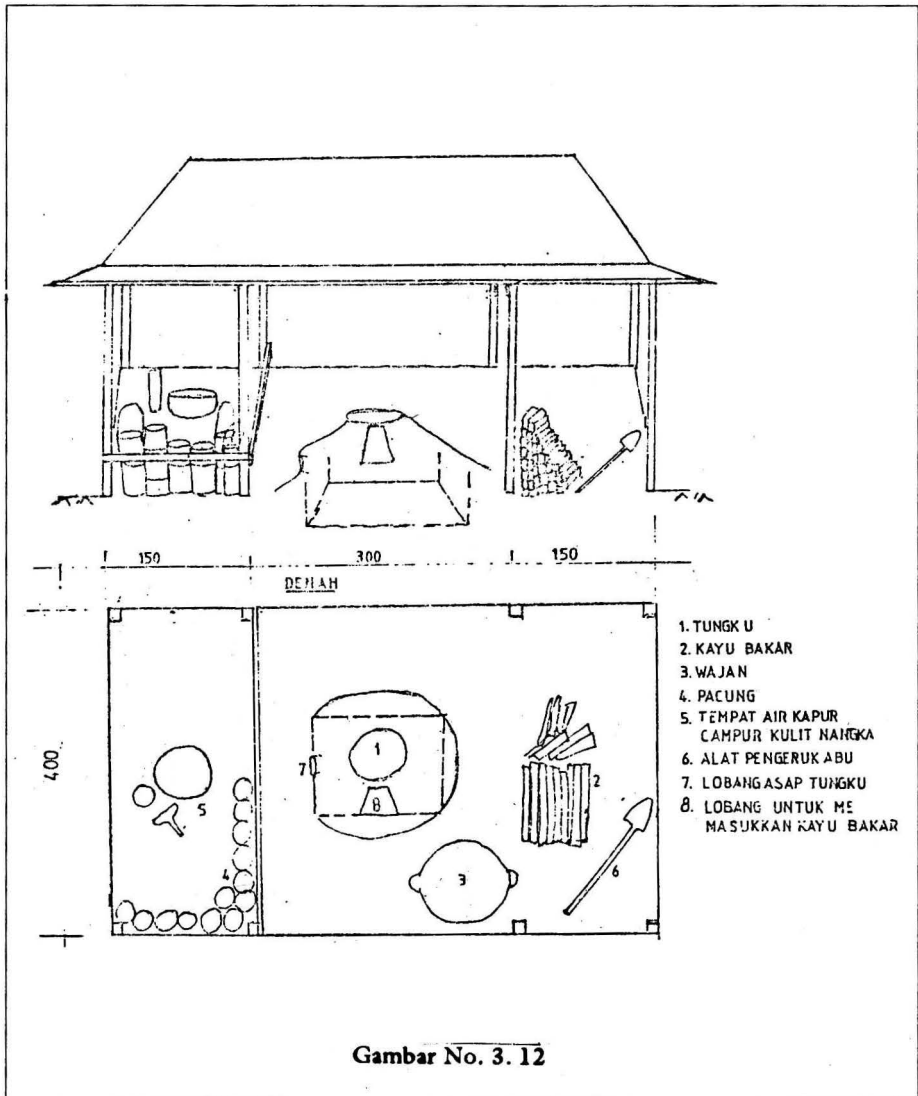 150 300 150
DENAH
400
1
2
3
4
5
6
7
8
1. TUNGKU
2. KAYU BAKAR
3. WAJAN
4. PACUNG
5. TEMPAT AIR KAPUR
CAMPUR KULIT NANGKA
6. ALAT PENGERUK ABU
7. LOBANG ASAP TUNGKU
8. LOBANG UNTUK ME
MASUKKAN KAYU BAKAR
Gambar No. 3. 12